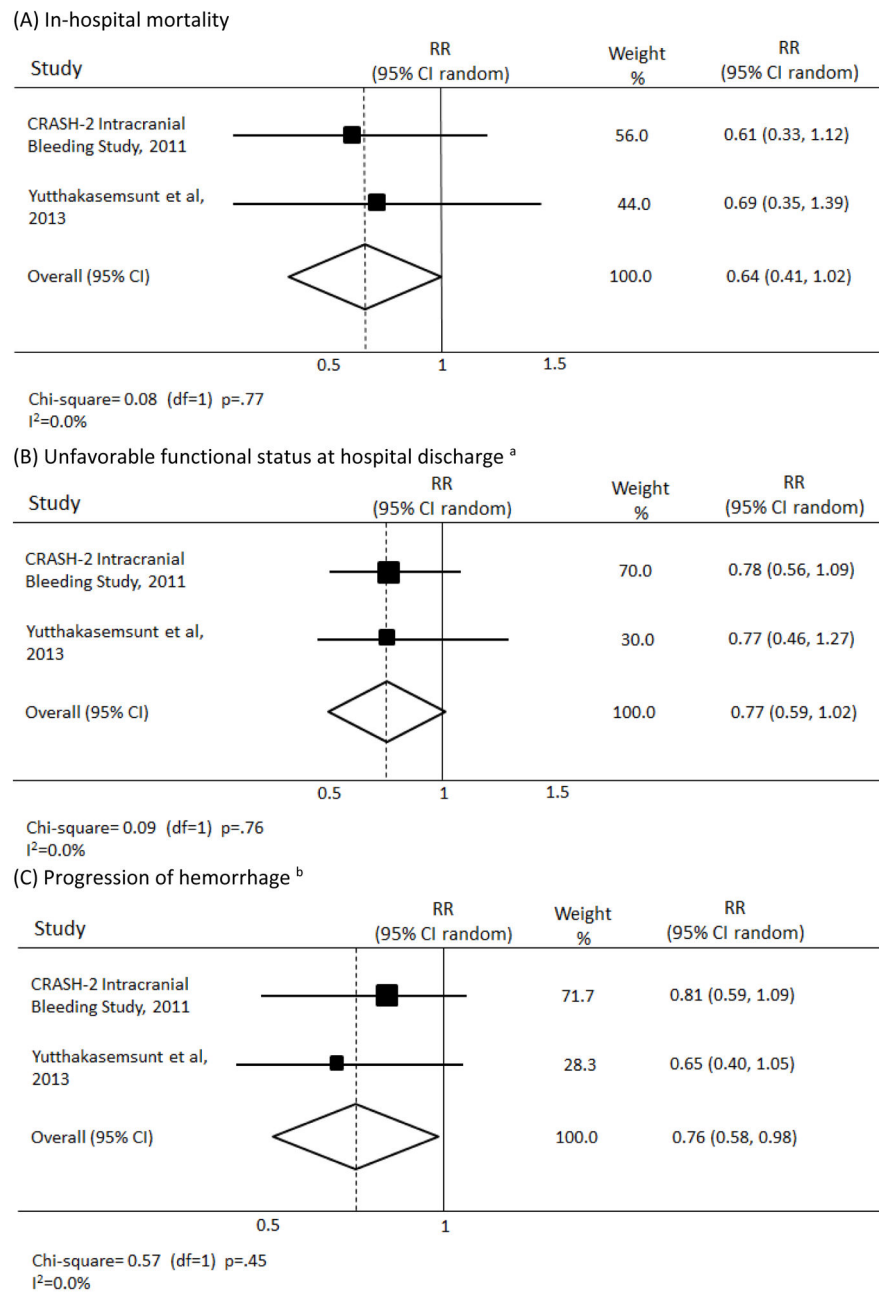 (A) In-hospital mortality
Study
RR
(95% CI random)
Weight
%
RR
(95% CI random)
CRASH-2 Intracranial
Bleeding Study, 2011
56.0
0.61 (0.33, 1.12)
Yutthakasemsunt et al,
2013
44.0
0.69 (0.35, 1.39)
Overall (95% CI)
100.0
0.64 (0.41, 1.02)
0.5 1 1.5
Chi-square= 0.08 (df=1) p=.77
I²=0.0%
(B) Unfavorable functional status at hospital discharge ᵃ
Study
RR
(95% CI random)
Weight
%
RR
(95% CI random)
CRASH-2 Intracranial
Bleeding Study, 2011
70.0
0.78 (0.56, 1.09)
Yutthakasemsunt et al,
2013
30.0
0.77 (0.46, 1.27)
Overall (95% CI)
100.0
0.77 (0.59, 1.02)
0.5 1 1.5
Chi-square= 0.09 (df=1) p=.76
I²=0.0%
(C) Progression of hemorrhage ᵇ
Study
RR
(95% CI random)
Weight
%
RR
(95% CI random)
CRASH-2 Intracranial
Bleeding Study, 2011
71.7
0.81 (0.59, 1.09)
Yutthakasemsunt et al,
2013
28.3
0.65 (0.40, 1.05)
Overall (95% CI)
100.0
0.76 (0.58, 0.98)
0.5 1
Chi-square= 0.57 (df=1) p=.45
I²=0.0%